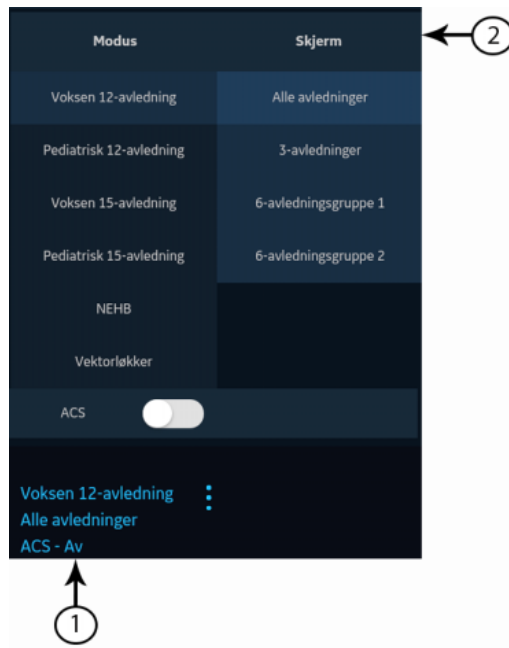 Modus Skjerm
2
Voksen 12-avledning Alle avledninger
Pediatrisk 12-avledning 3-avledninger
Voksen 15-avledning 6-avledningsgruppe 1
Pediatrisk 15-avledning 6-avledningsgruppe 2
NEHB
Vektorløkker
ACS
Voksen 12-avledning
Alle avledninger
ACS - Av
1